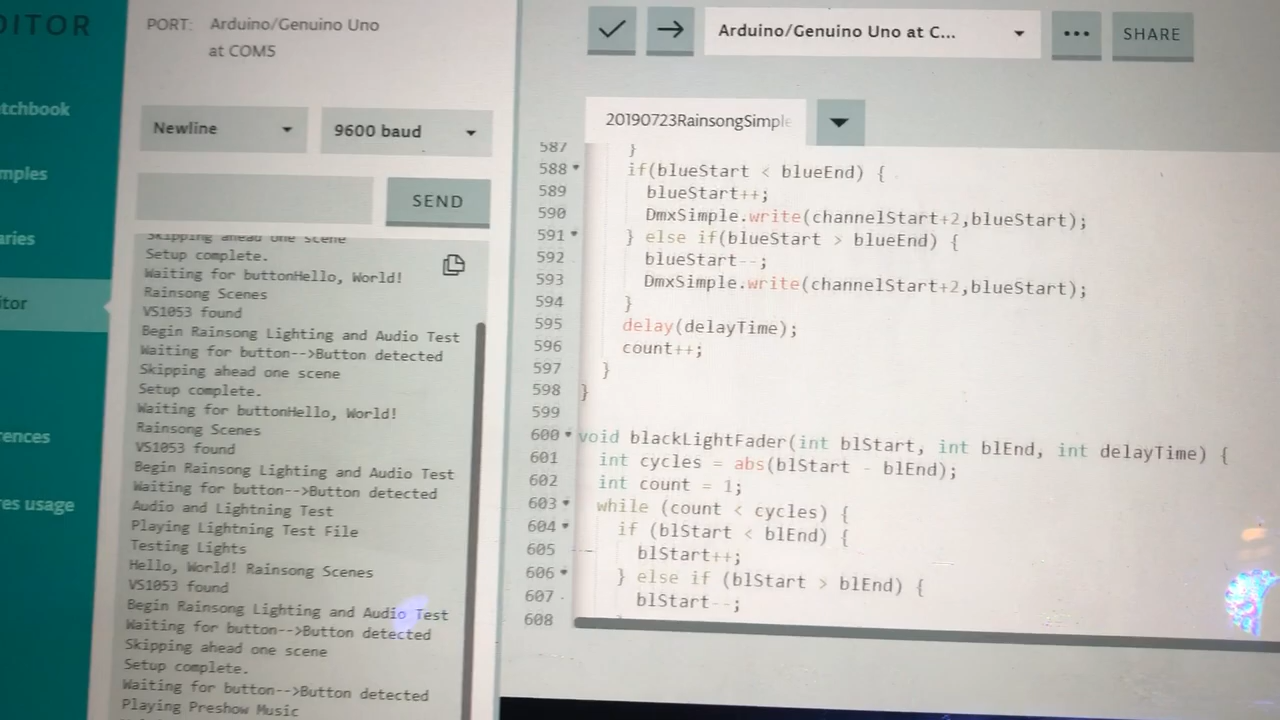 DITOR
tchbook
mples
aries
itor
rences
es usage
PORT: Arduino/Genuino Uno
at COM5
Newline
9600 baud
SEND
Skipping ahead one scene
Setup complete.
Waiting for buttonHello, World!
Rainsong Scenes
VS1053 found
Begin Rainsong Lighting and Audio Test
Waiting for button-->Button detected
Skipping ahead one scene
Setup complete.
Waiting for buttonHello, World!
Rainsong Scenes
VS1053 found
Begin Rainsong Lighting and Audio Test
Waiting for button-->Button detected
Audio and Lightning Test
Playing Lightning Test File
Testing Lights
Hello, World! Rainsong Scenes
VS1053 found
Begin Rainsong Lighting and Audio Test
Waiting for button-->Button detected
Skipping ahead one scene
Setup complete.
Waiting for button-->Button detected
Playing Preshow Music
Arduino/Genuino Uno at C...
SHARE
20190723RainsongSimple
587 }
588 if(blueStart < blueEnd) {
589 blueStart++;
590 DmxSimple.write(channelStart+2,blueStart);
591 } else if(blueStart > blueEnd) {
592 blueStart--;
593 DmxSimple.write(channelStart+2,blueStart);
594 }
595 delay(delayTime);
596 count++;
597 }
598 }
599
600 void blackLightFader(int blStart, int blEnd, int delayTime) {
601 int cycles = abs(blStart - blEnd);
602 int count = 1;
603 while (count < cycles) {
604 if (blStart < blEnd) {
605 blStart++;
606 } else if (blStart > blEnd) {
607 blStart--;
608